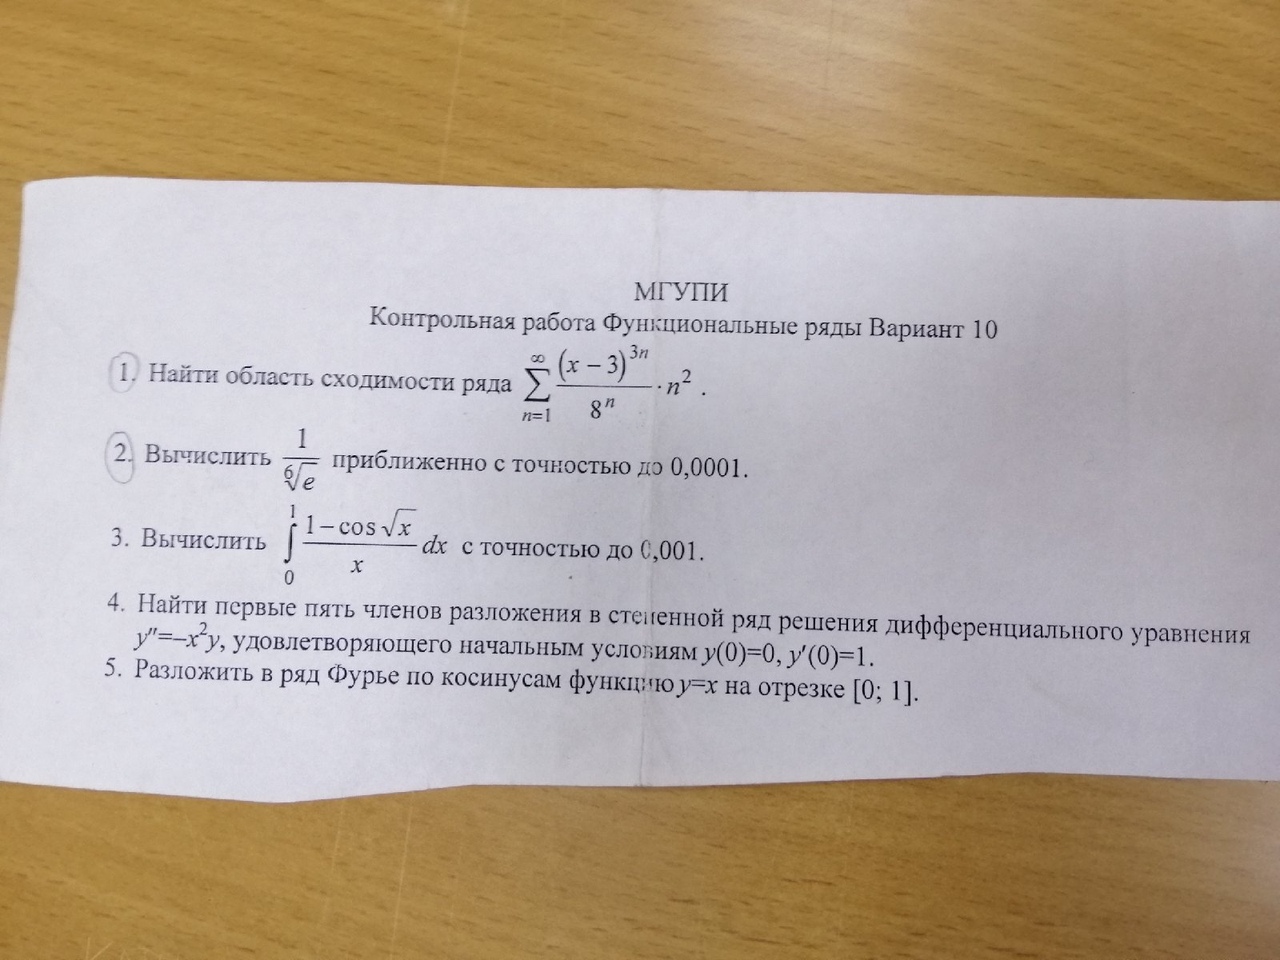 МГУПИ
Контрольная работа Функциональные ряды Вариант 10
1. Найти область сходимости ряда $\sum_{n=1}^{\infty} \frac{(x-3)^{3n}}{8^n} \cdot n^2$ .
2. Вычислить $\frac{1}{\sqrt[6]{e}}$ приближенно с точностью до 0,0001.
3. Вычислить $\int_0^1 \frac{1-\cos\sqrt{x}}{x} dx$ с точностью до 0,001.
4. Найти первые пять членов разложения в степенной ряд решения дифференциального уравнения
y″=–x²y, удовлетворяющего начальным условиям y(0)=0, y′(0)=1.
5. Разложить в ряд Фурье по косинусам функцию y=x на отрезке [0; 1].